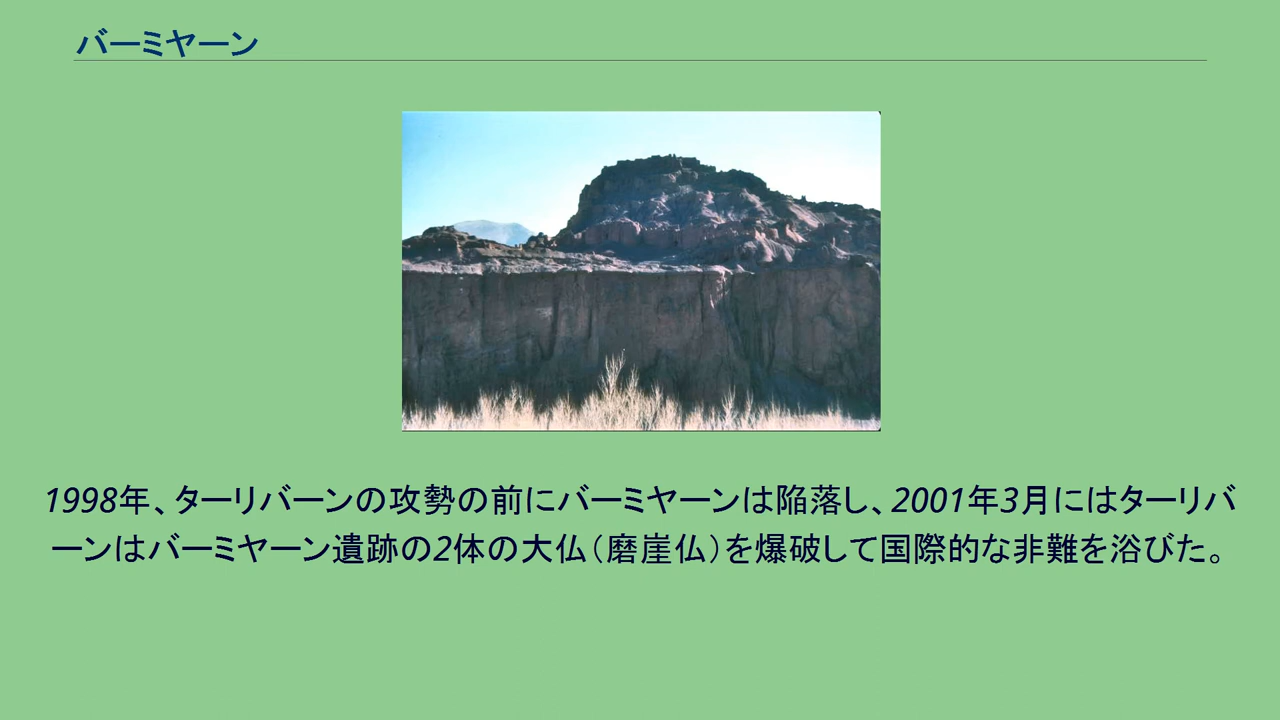 バーミヤーン
1998年、ターリバーンの攻勢の前にバーミヤーンは陥落し、2001年3月にはターリバ
ーンはバーミヤーン遺跡の2体の大仏（磨崖仏）を爆破して国際的な非難を浴びた。